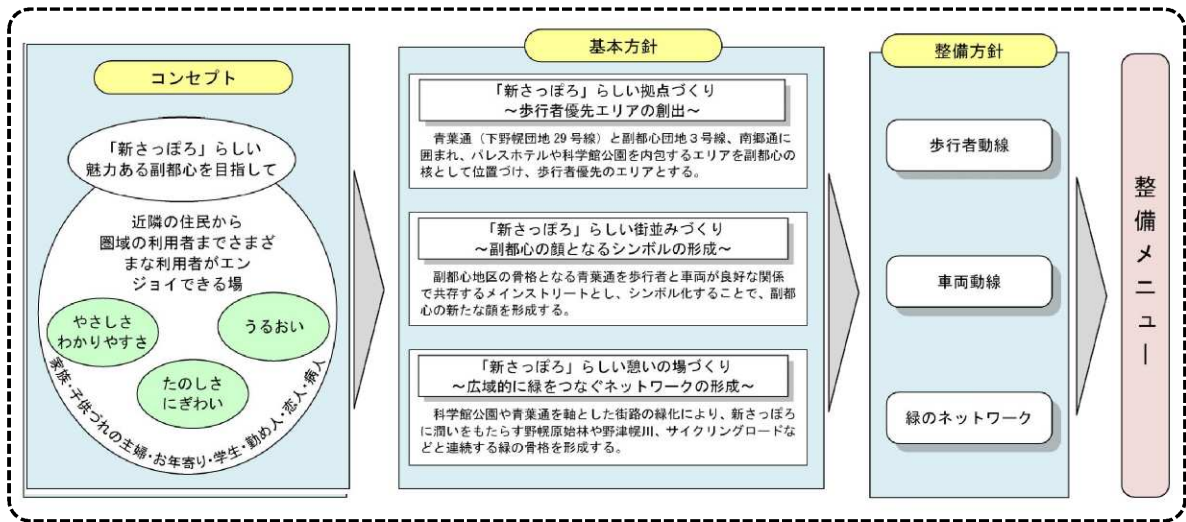 コンセプト
「新さっぽろ」らしい
魅力ある副都心を目指して
近隣の住民から
圏域の利用者までさまざ
まな利用者がエン
ジョイできる場
やさしさ
わかりやすさ
うるおい
たのしさ
にぎわい
家族・子供づれの主婦・お年寄り・学生・勤め人・恋人・病人
基本方針
「新さっぽろ」らしい拠点づくり
～歩行者優先エリアの創出～
青葉通（下野幌団地29号線）と副都心団地３号線、南郷通に
囲まれ、パレスホテルや科学館公園を内包するエリアを副都心の
核として位置づけ、歩行者優先のエリアとする。
「新さっぽろ」らしい街並みづくり
～副都心の顔となるシンボルの形成～
副都心地区の骨格となる青葉通を歩行者と車両が良好な関係
で共存するメインストリートとし、シンボル化することで、副都
心の新たな顔を形成する。
「新さっぽろ」らしい憩いの場づくり
～広域的に緑をつなぐネットワークの形成～
科学館公園や青葉通を軸とした街路の緑化により、新さっぽろ
に潤いをもたらす野幌原始林や野津幌川、サイクリングロードな
どと連続する緑の骨格を形成する。
整備方針
歩行者動線
車両動線
緑のネットワーク
整備メニュー